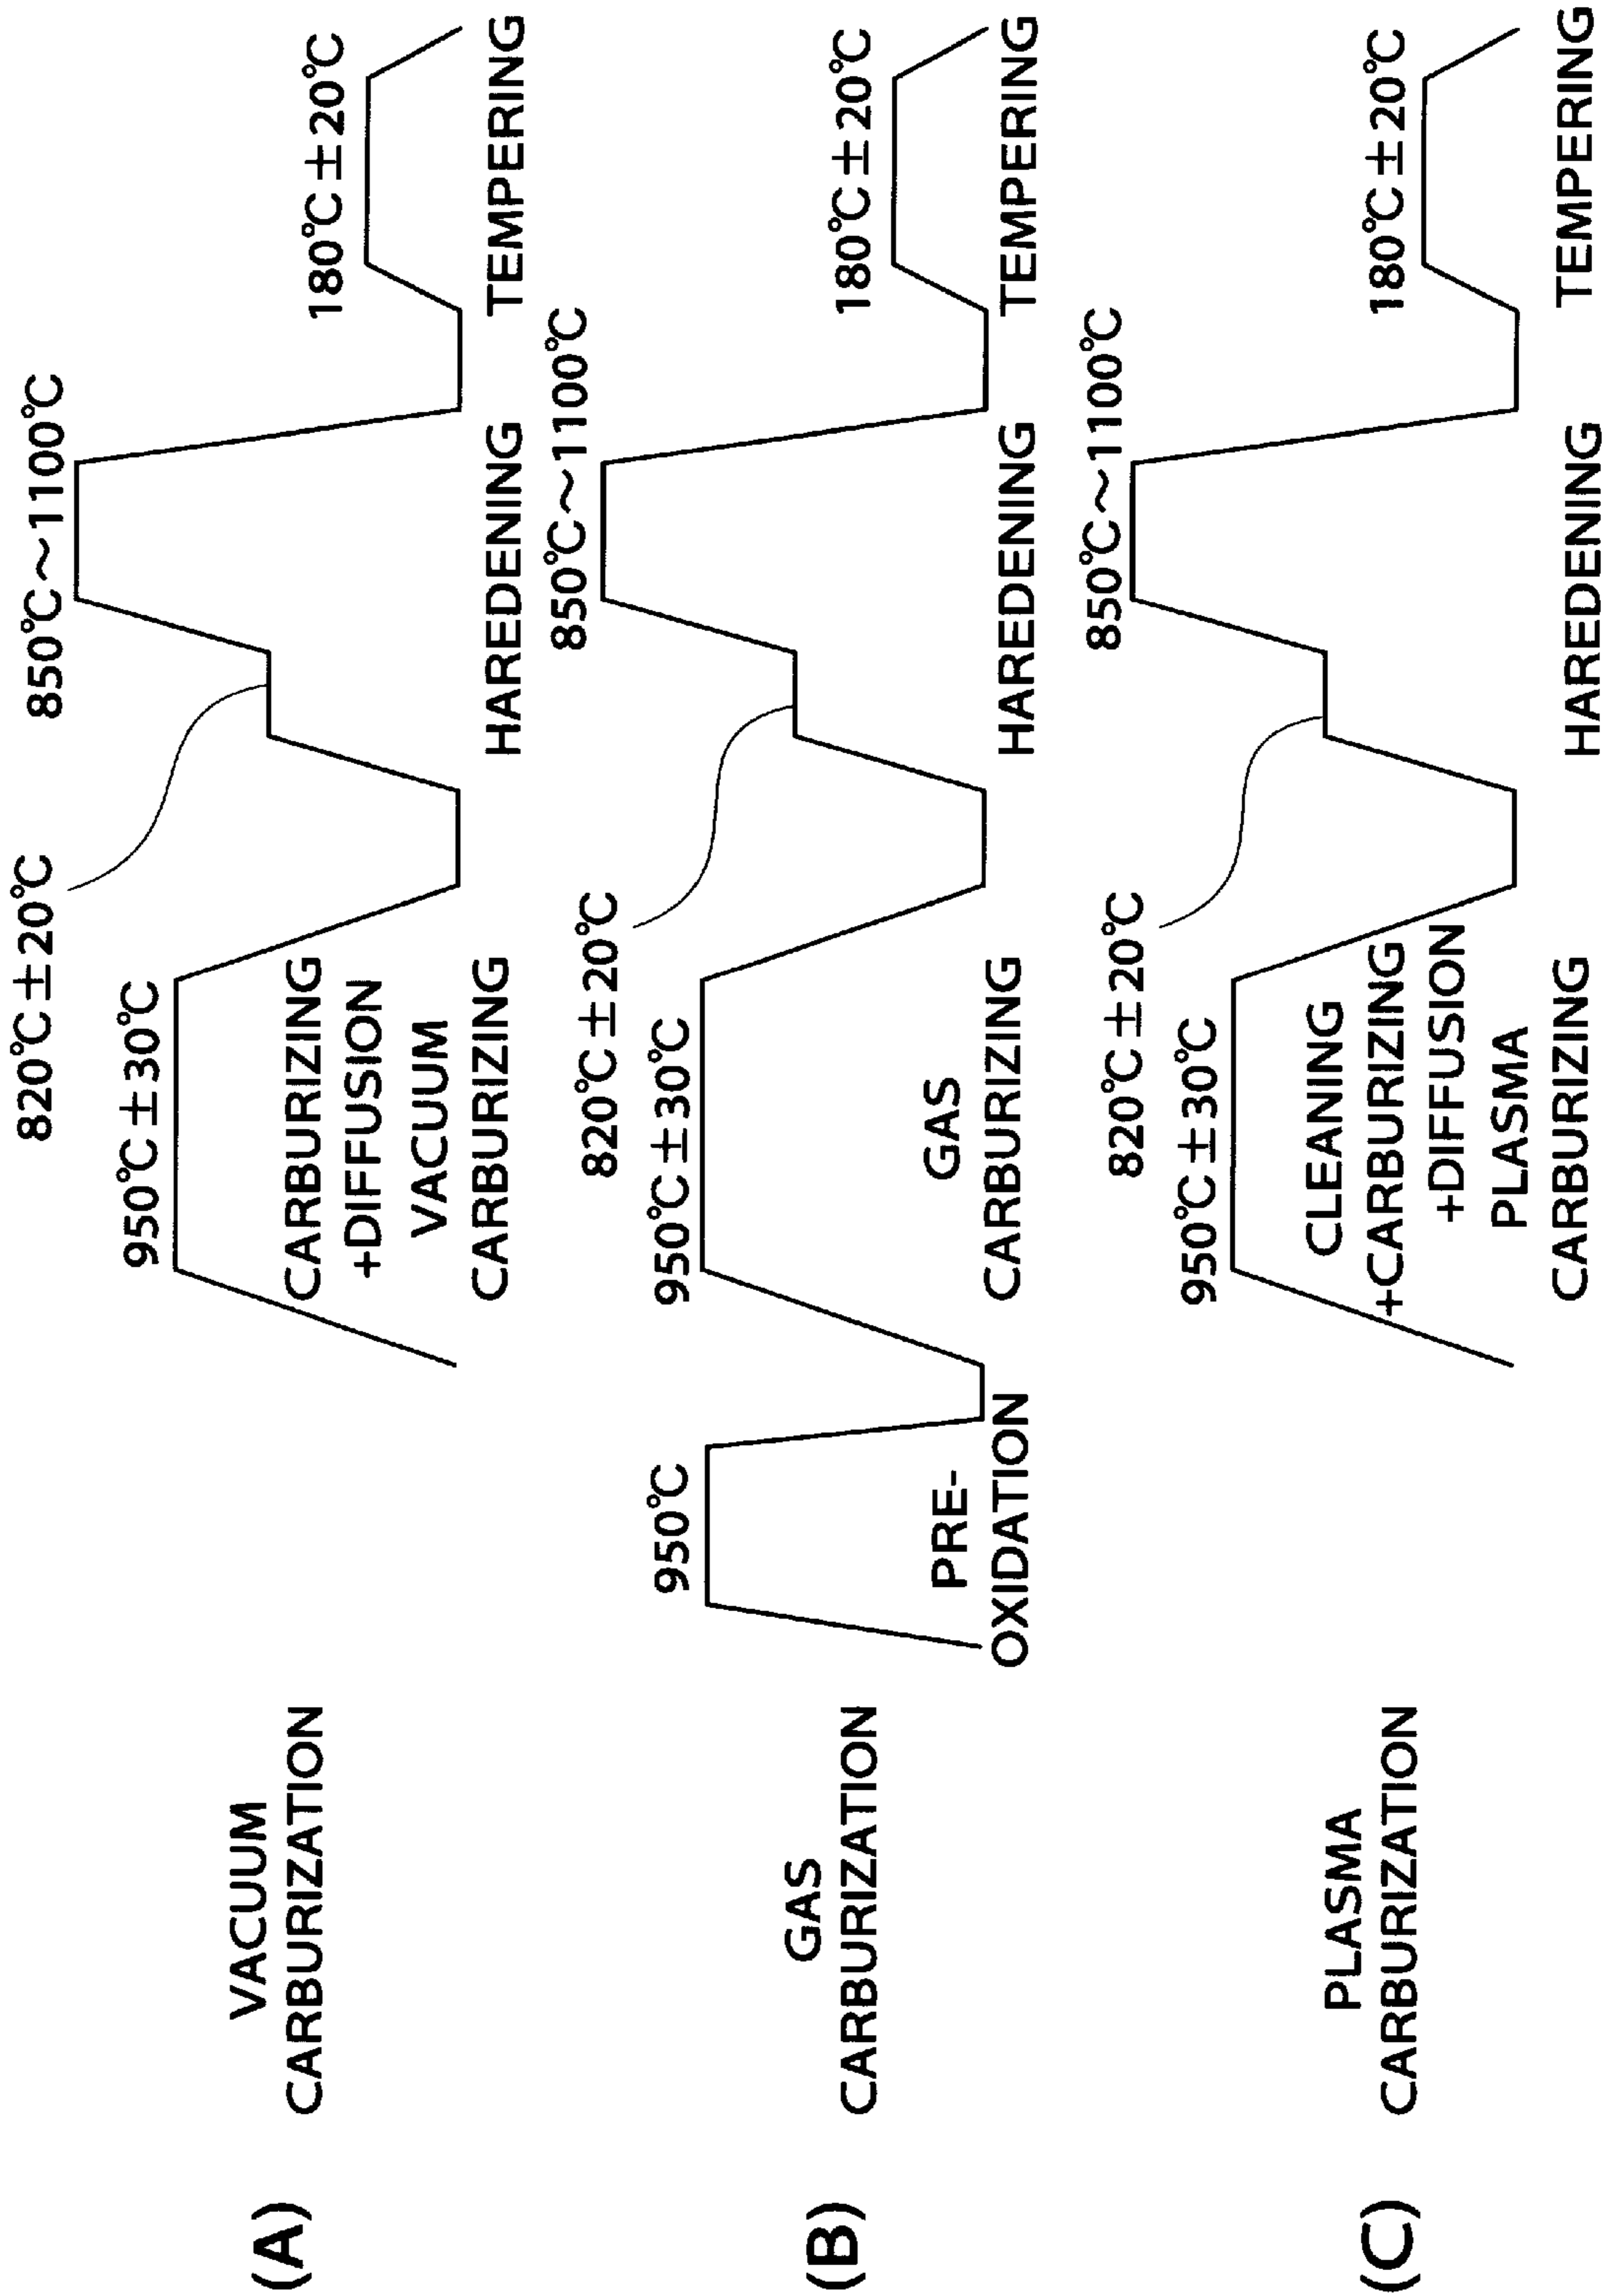 (A)
VACUUM
CARBURIZATION
820℃±20℃
950℃±30℃
CARBURIZING
+DIFFUSION
VACUUM
CARBURIZING
850℃～1100℃
HAREDENING
180℃±20℃
TEMPERING
(B)
GAS
CARBURIZATION
950℃
PRE-
OXIDATION
820℃±20℃
950℃±30℃
GAS
CARBURIZING
850℃～1100℃
HAREDENING
180℃±20℃
TEMPERING
(C)
PLASMA
CARBURIZATION
820℃±20℃
950℃±30℃
CLEANING
+CARBURIZING
+DIFFUSION
PLASMA
CARBURIZING
850℃～1100℃
HAREDENING
180℃±20℃
TEMPERING